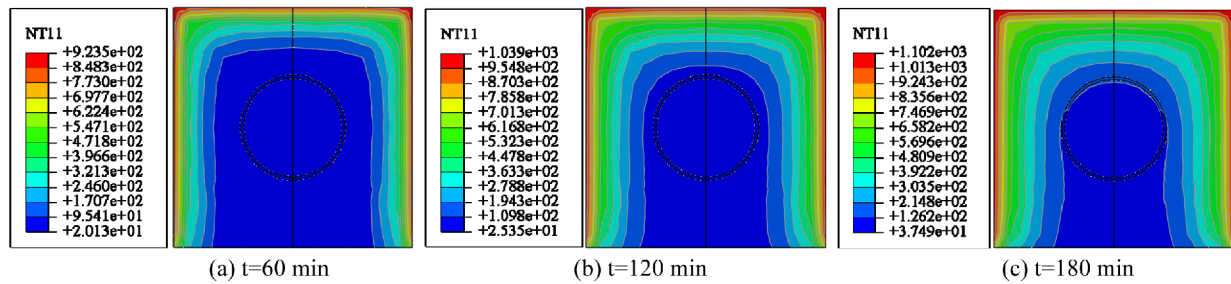 NT11
+9.235e+02
+8.483e+02
+7.730e+02
+6.977e+02
+6.224e+02
+5.471e+02
+4.718e+02
+3.966e+02
+3.213e+02
+2.460e+02
+1.707e+02
+9.541e+01
+2.013e+01
(a) t=60 min
NT11
+1.039e+03
+9.548e+02
+8.703e+02
+7.858e+02
+7.013e+02
+6.168e+02
+5.323e+02
+4.478e+02
+3.633e+02
+2.788e+02
+1.943e+02
+1.098e+02
+2.535e+01
(b) t=120 min
NT11
+1.102e+03
+1.013e+03
+9.243e+02
+8.356e+02
+7.469e+02
+6.582e+02
+5.696e+02
+4.809e+02
+3.922e+02
+3.035e+02
+2.148e+02
+1.262e+02
+3.749e+01
(c) t=180 min